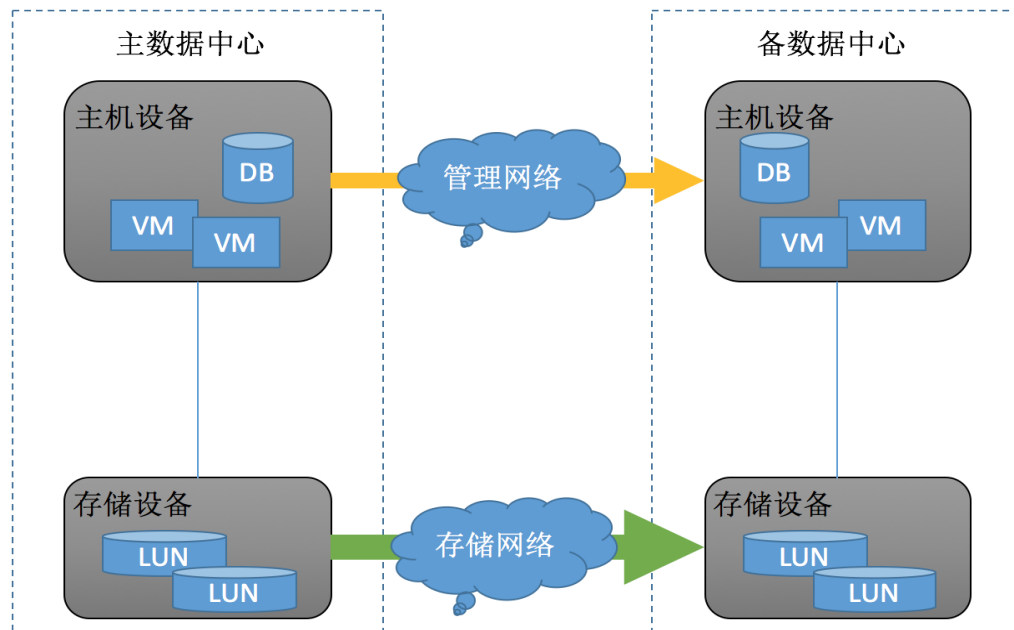 主数据中心
备数据中心
主机设备
DB
VM
VM
管理网络
主机设备
DB
VM
VM
存储设备
LUN
LUN
存储网络
存储设备
LUN
LUN